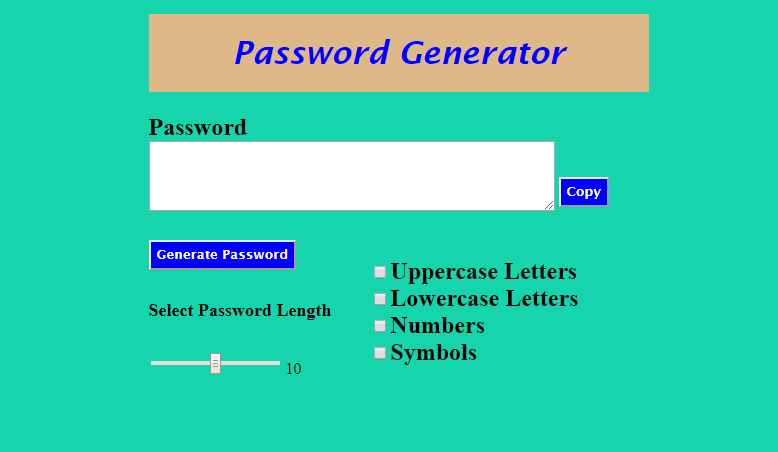 Password Generator
Password
Copy
Generate Password
Select Password Length
10
Uppercase Letters
Lowercase Letters
Numbers
Symbols